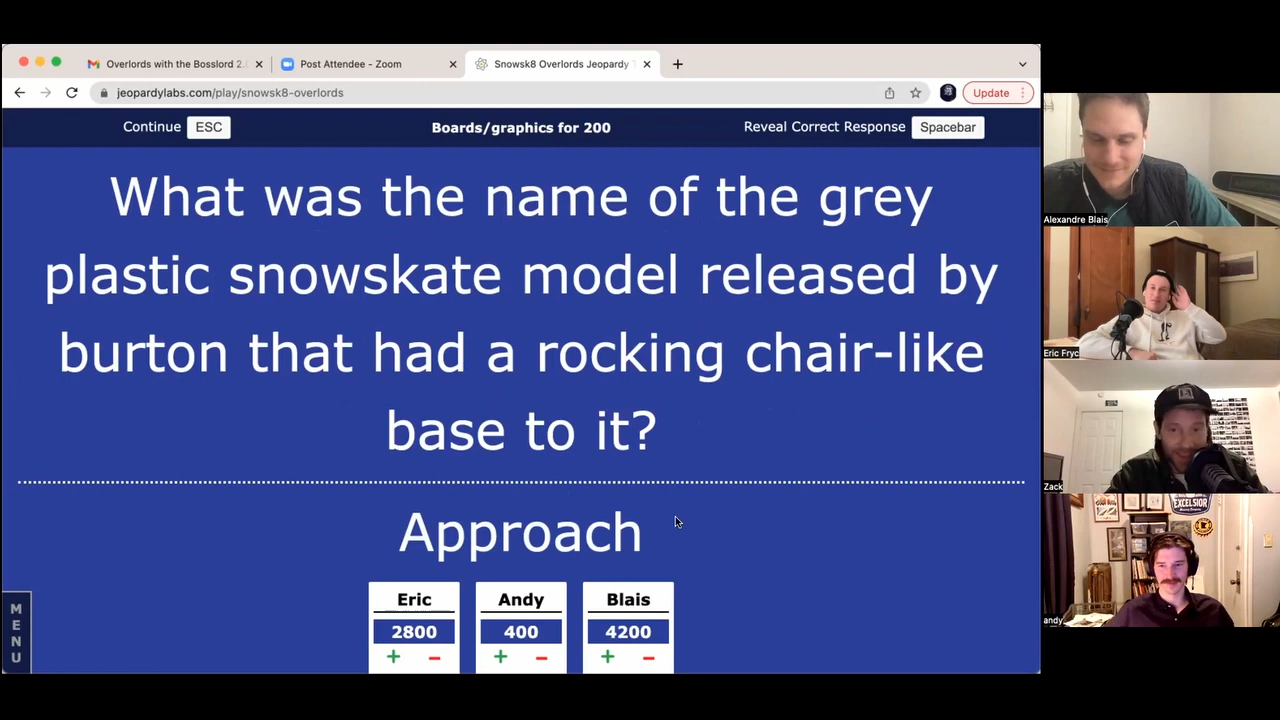 Overlords with the Bosslord 2.
Post Attendee - Zoom
Snowsk8 Overlords Jeopardy
jeopardylabs.com/play/snowsk8-overlords
Update
Continue ESC
Boards/graphics for 200
Reveal Correct Response Spacebar
What was the name of the grey
plastic snowskate model released by
burton that had a rocking chair-like
base to it?
Approach
Eric
2800
+ −
Andy
400
+ −
Blais
4200
+ −
MENU
Alexandre Blais
Eric Fryc
Zack
EXCELSIOR
andy